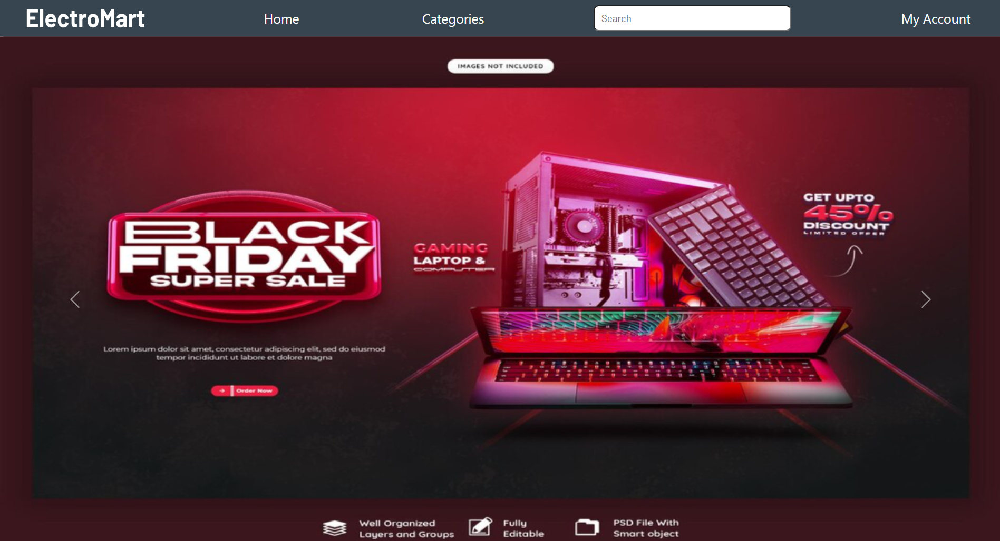 ElectroMart
Home
Categories
Search
My Account
IMAGES NOT INCLUDED
BLACK
FRIDAY
SUPER SALE
Lorem ipsum dolor sit amet, consectetur adipiscing elit, sed do eiusmod
tempor incididunt ut labore et dolore magna
Order Now
GAMING
LAPTOP &
COMPUTER
GET UPTO
45%
DISCOUNT
LIMITED OFFER
Well Organized
Layers and Groups
Fully
Editable
PSD File With
Smart object